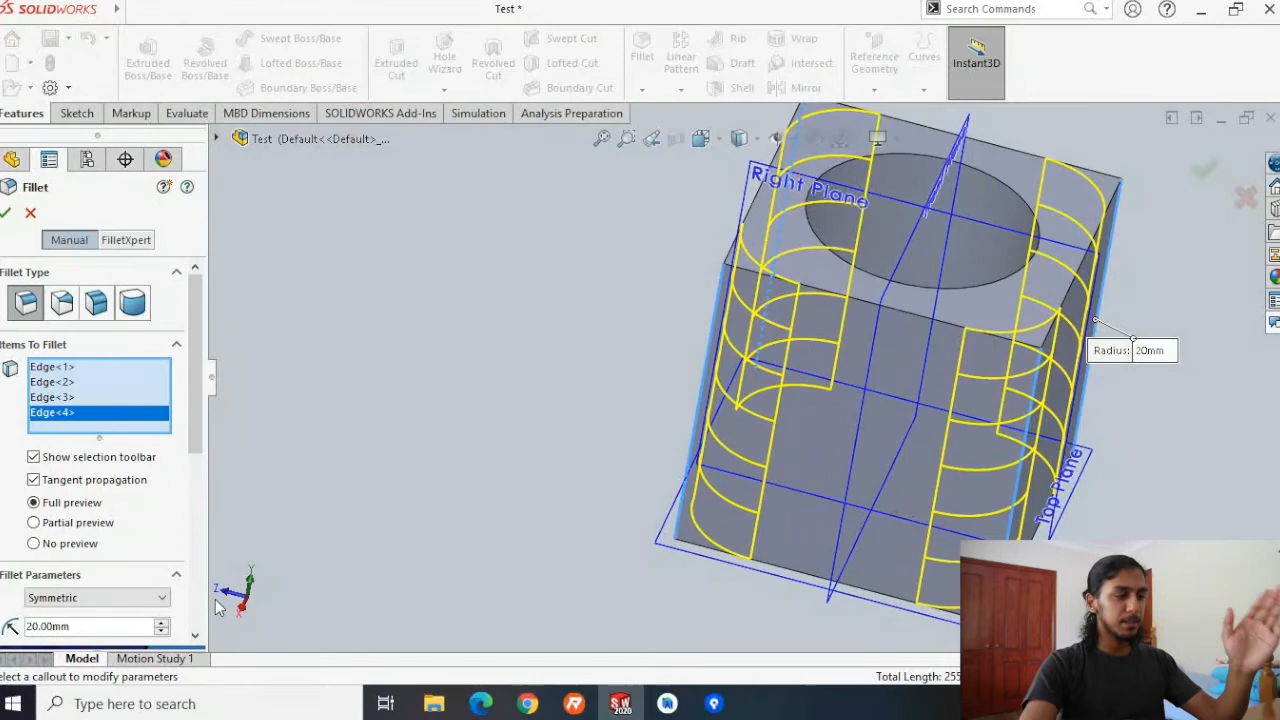 SOLIDWORKS
Test *
Search Commands
Extruded Boss/Base
Revolved Boss/Base
Swept Boss/Base
Lofted Boss/Base
Boundary Boss/Base
Extruded Cut
Hole Wizard
Revolved Cut
Swept Cut
Lofted Cut
Boundary Cut
Fillet
Linear Pattern
Rib
Draft
Shell
Wrap
Intersect
Mirror
Reference Geometry
Curves
Instant3D
Features
Sketch
Markup
Evaluate
MBD Dimensions
SOLIDWORKS Add-Ins
Simulation
Analysis Preparation
Test (Default<<Default>_...
Fillet
Manual
FilletXpert
Fillet Type
Items To Fillet
Edge<1>
Edge<2>
Edge<3>
Edge<4>
Show selection toolbar
Tangent propagation
Full preview
Partial preview
No preview
Fillet Parameters
Symmetric
20.00mm
Right Plane
Top Plane
Radius: 20mm
Y
Z
X
Model
Motion Study 1
elect a callout to modify parameters
Total Length: 255
Type here to search
SW
2020